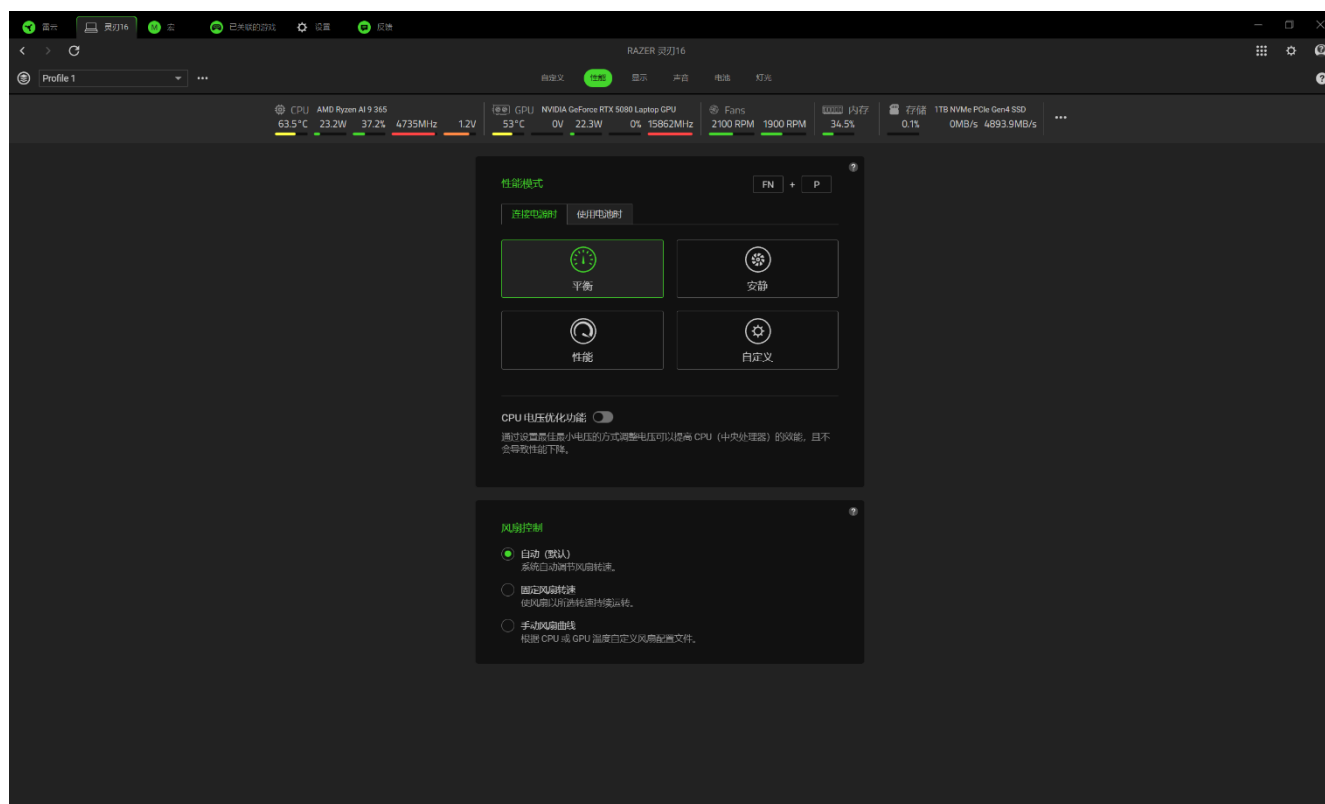 雷云 灵刃16 宏 已关联的游戏 设置 反馈
RAZER 灵刃16
Profile 1 自定义 性能 显示 声音 电池 灯光
CPU AMD Ryzen AI 9 365 GPU NVIDIA GeForce RTX 5080 Laptop GPU Fans 内存 存储 1TB NVMe PCIe Gen4 SSD
63.5°C 23.2W 37.2% 4735MHz 1.2V 53°C 0V 22.3W 0% 15862MHz 2100 RPM 1900 RPM 34.5% 0.1% 0MB/s 4893.9MB/s
性能模式 FN + P
连接电源时 使用电池时
平衡 安静
性能 自定义
CPU 电压优化功能
通过设置最佳最小电压的方式调整电压可以提高 CPU（中央处理器）的效能，且不
会导致性能下降。
风扇控制
自动（默认）
系统自动调节风扇转速。
固定风扇转速
使风扇以所选转速持续运转。
手动风扇曲线
根据 CPU 或 GPU 温度自定义风扇配置文件。